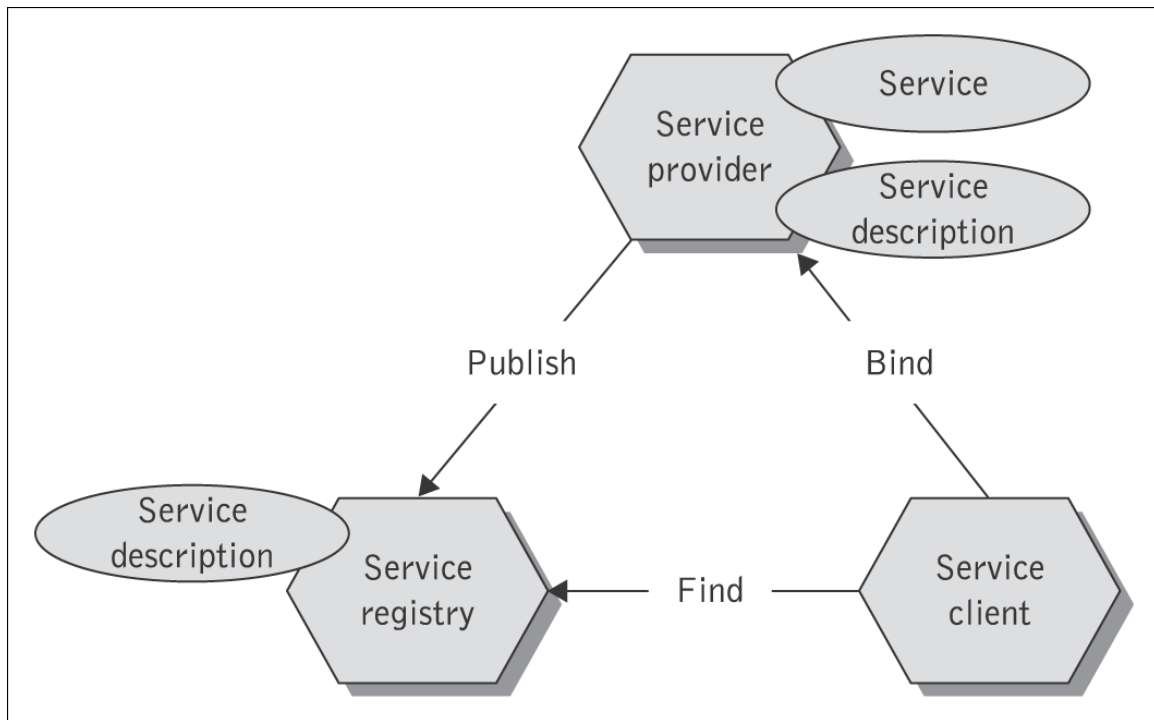 Service
Service
provider
Service
description
Publish
Bind
Service
description
Service
registry
Find
Service
client